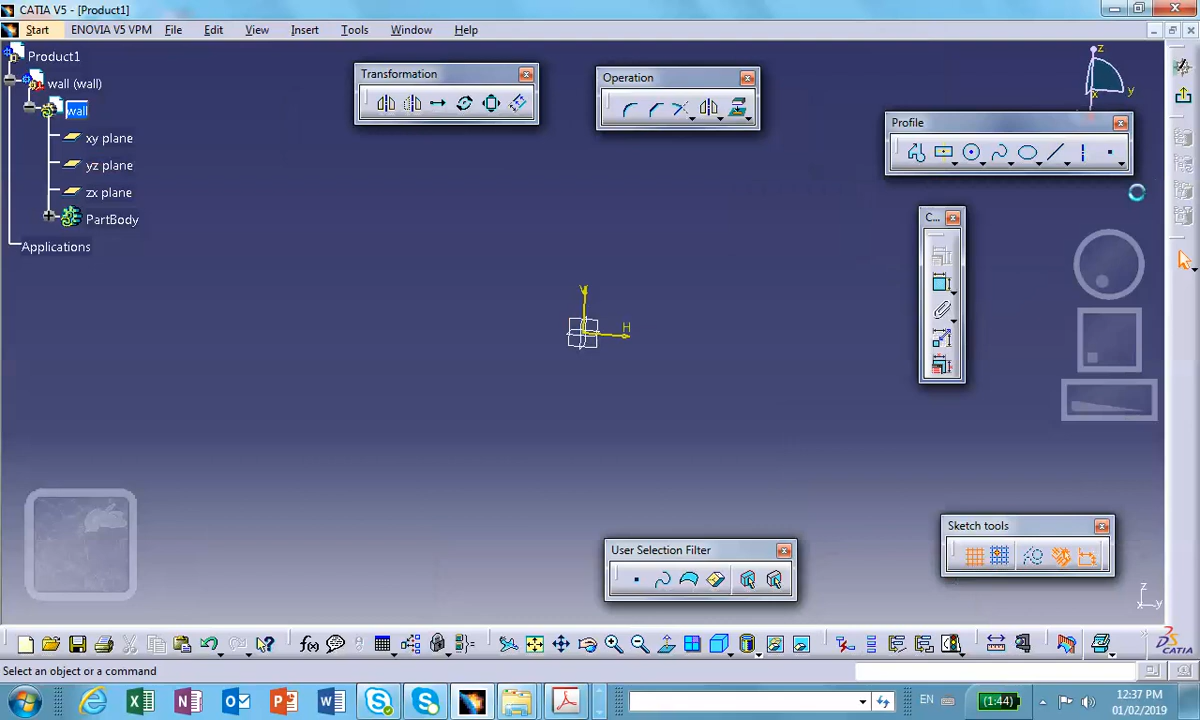 CATIA V5 - [Product1]
Start ENOVIA V5 VPM File Edit View Insert Tools Window Help
Product1
wall (wall)
wall
xy plane
yz plane
zx plane
PartBody
Applications
Transformation
Operation
Profile
C...
z
y
x
V
H
User Selection Filter
Sketch tools
z
x y
f(x)
CATIA
Select an object or a command
EN
(1:44)
12:37 PM
01/02/2019